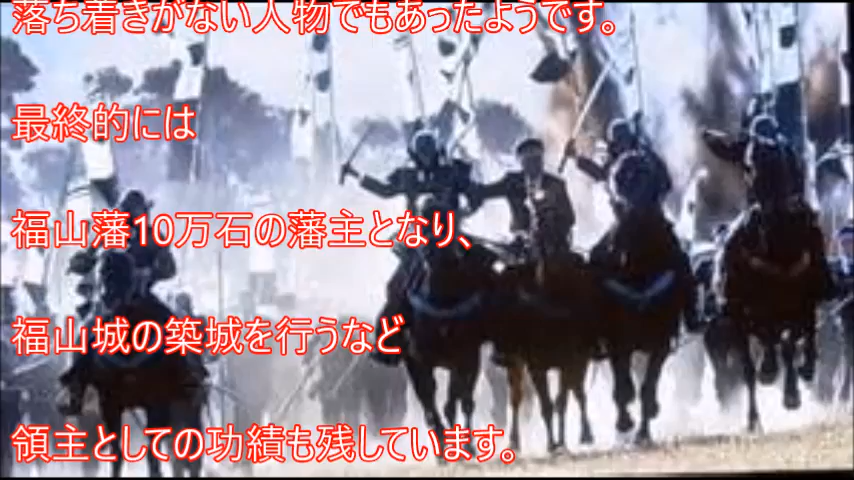 落ち着きがない人物でもあったようです。
最終的には
福山藩10万石の藩主となり、
福山城の築城を行うなど
領主としての功績も残しています。